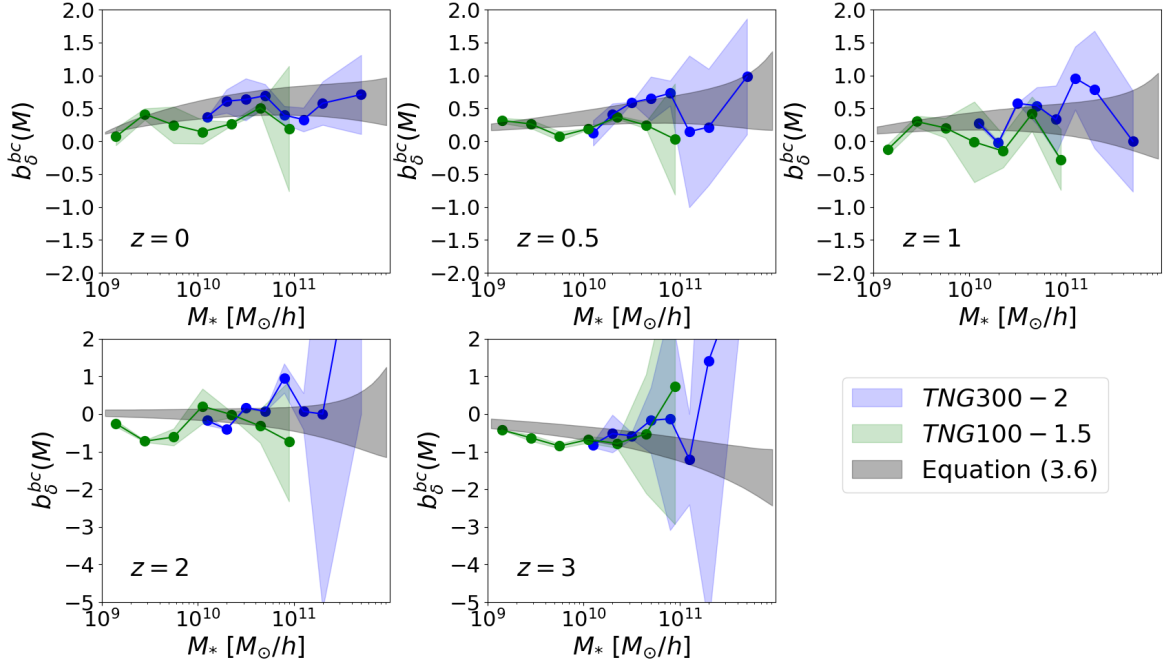 2.0
1.5
1.0
0.5
0.0
−0.5
−1.0
−1.5
−2.0
b_δ^{bc}(M)
z = 0
10^9 10^10 10^11
M_* [M_⊙/h]
2.0
1.5
1.0
0.5
0.0
−0.5
−1.0
−1.5
−2.0
b_δ^{bc}(M)
z = 0.5
10^9 10^10 10^11
M_* [M_⊙/h]
2.0
1.5
1.0
0.5
0.0
−0.5
−1.0
−1.5
−2.0
b_δ^{bc}(M)
z = 1
10^9 10^10 10^11
M_* [M_⊙/h]
2
1
0
−1
−2
−3
−4
−5
b_δ^{bc}(M)
z = 2
10^9 10^10 10^11
M_* [M_⊙/h]
2
1
0
−1
−2
−3
−4
−5
b_δ^{bc}(M)
z = 3
10^9 10^10 10^11
M_* [M_⊙/h]
TNG300 − 2
TNG100 − 1.5
Equation (3.6)